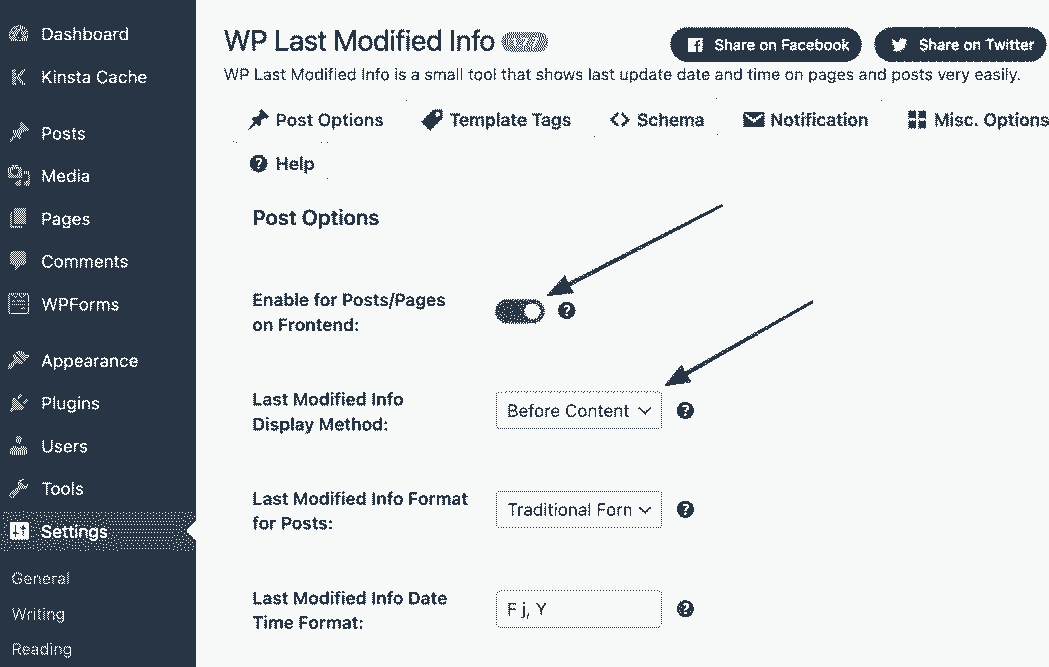 Dashboard
Kinsta Cache
Posts
Media
Pages
Comments
WPForms
Appearance
Plugins
Users
Tools
Settings
General
Writing
Reading
WP Last Modified Info
Share on Facebook
Share on Twitter
WP Last Modified Info is a small tool that shows last update date and time on pages and posts very easily.
Post Options
Template Tags
Schema
Notification
Misc. Options
Help
Post Options
Enable for Posts/Pages
on Frontend:
Last Modified Info
Display Method:
Before Content
Last Modified Info Format
for Posts:
Traditional Forn
Last Modified Info Date
Time Format:
F j, Y